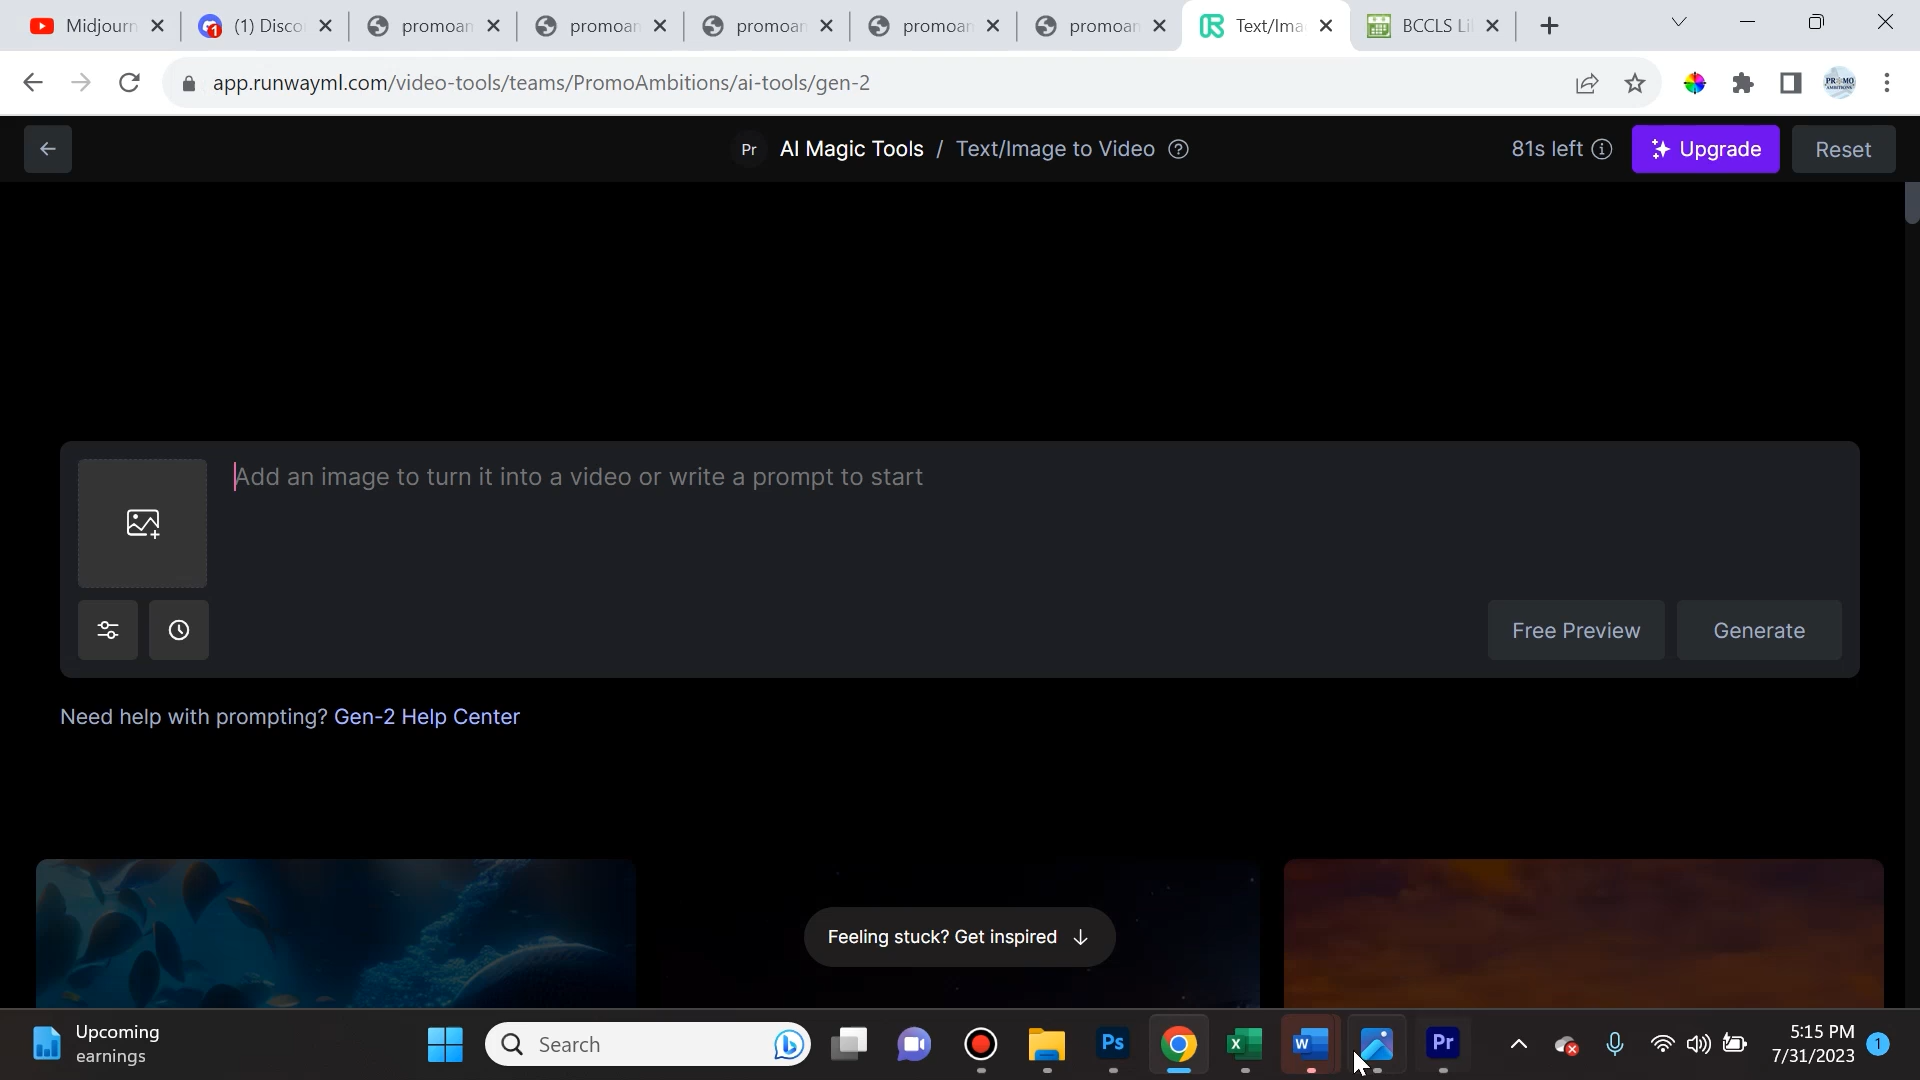 Midjourn
(1) Disco
promoan
promoan
promoan
promoan
promoan
Text/Ima
BCCLS Li
app.runwayml.com/video-tools/teams/PromoAmbitions/ai-tools/gen-2
Pr AI Magic Tools / Text/Image to Video
81s left
Upgrade
Reset
Add an image to turn it into a video or write a prompt to start
Free Preview
Generate
Need help with prompting? Gen-2 Help Center
Feeling stuck? Get inspired
Upcoming
earnings
Search
Ps
Pr
5:15 PM
7/31/2023
1